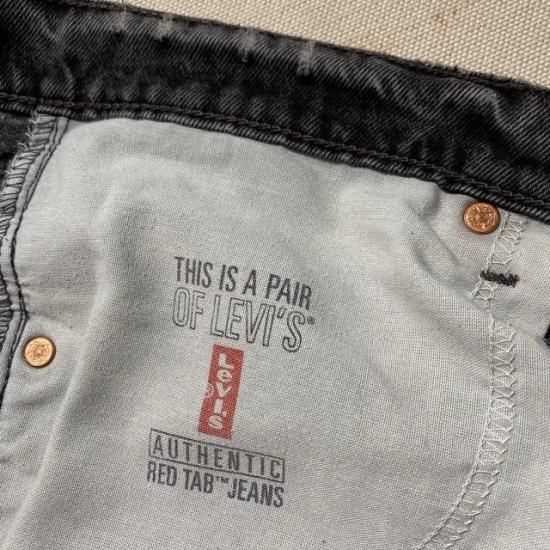 THIS IS A PAIR
OF LEVI'S®
Levi's®
AUTHENTIC
RED TAB™ JEANS